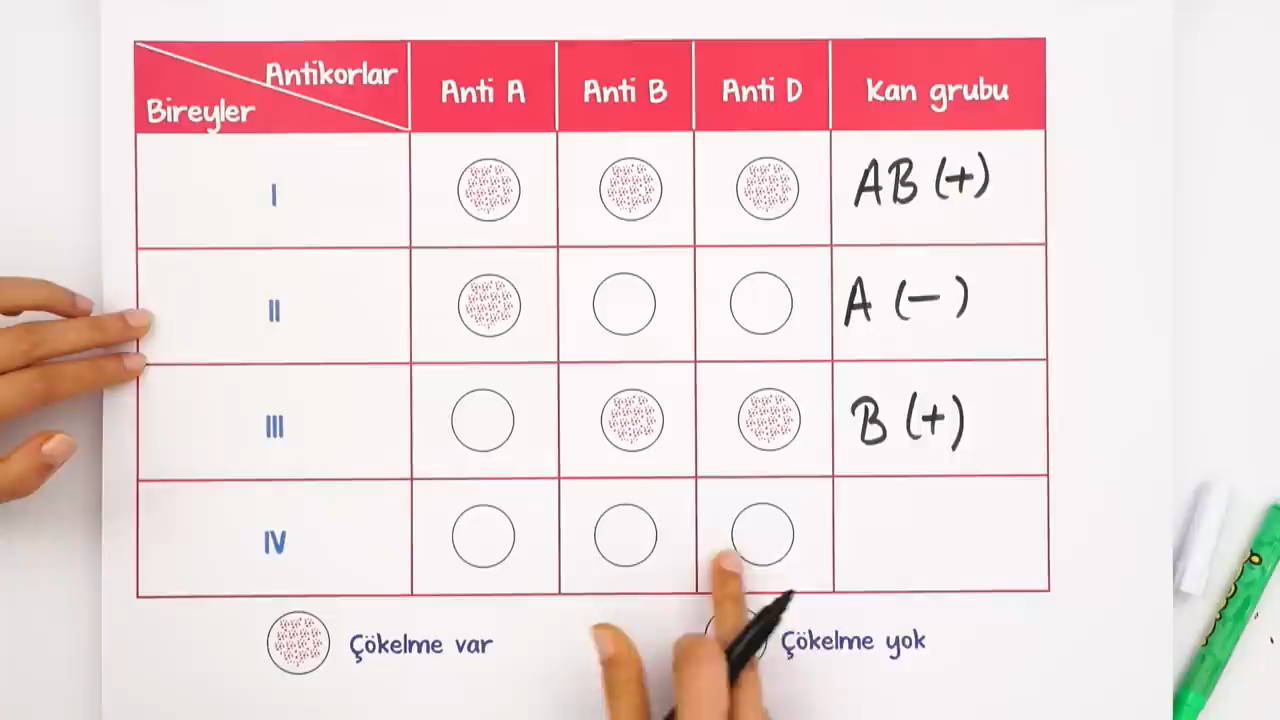 Antikorlar
Bireyler
Anti A
Anti B
Anti D
Kan grubu
I
AB (+)
II
A (-)
III
B (+)
IV
Çökelme var
Çökelme yok